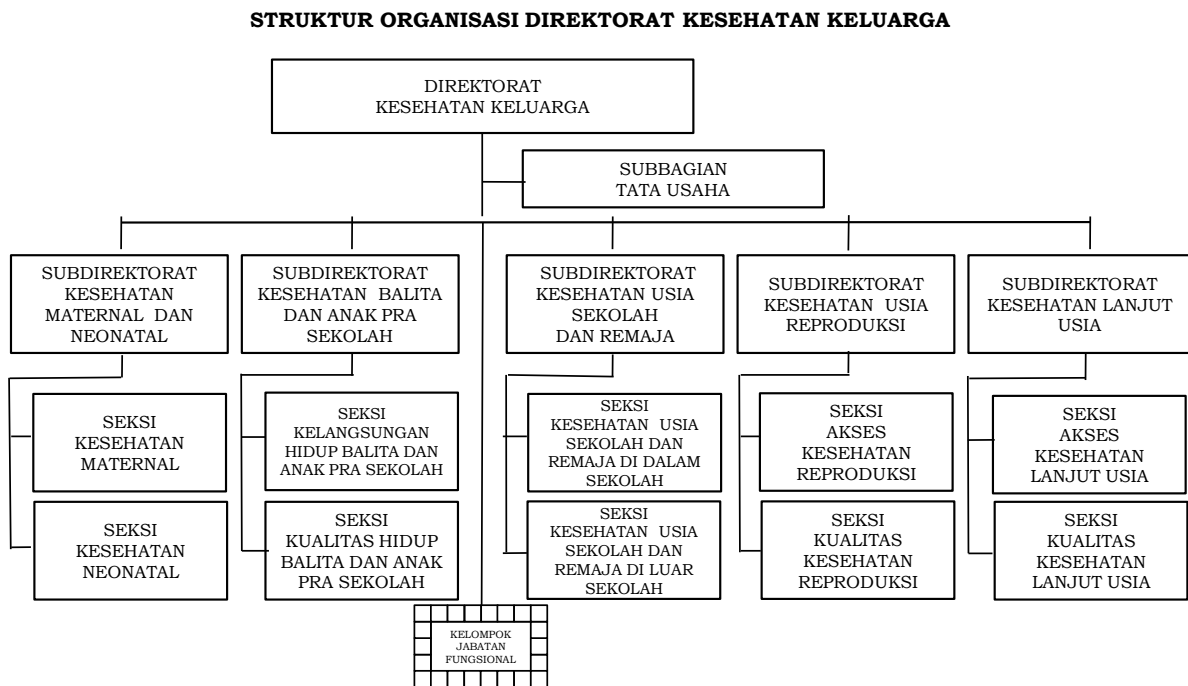 STRUKTUR ORGANISASI DIREKTORAT KESEHATAN KELUARGA
DIREKTORAT
KESEHATAN KELUARGA
SUBBAGIAN
TATA USAHA
SUBDIREKTORAT
KESEHATAN
MATERNAL DAN
NEONATAL
SUBDIREKTORAT
KESEHATAN BALITA
DAN ANAK PRA
SEKOLAH
SUBDIREKTORAT
KESEHATAN USIA
SEKOLAH
DAN REMAJA
SUBDIREKTORAT
KESEHATAN USIA
REPRODUKSI
SUBDIREKTORAT
KESEHATAN LANJUT
USIA
SEKSI
KESEHATAN
MATERNAL
SEKSI
KELANGSUNGAN
HIDUP BALITA DAN
ANAK PRA SEKOLAH
SEKSI
KESEHATAN USIA
SEKOLAH DAN
REMAJA DI DALAM
SEKOLAH
SEKSI
AKSES
KESEHATAN
REPRODUKSI
SEKSI
AKSES
KESEHATAN
LANJUT USIA
SEKSI
KESEHATAN
NEONATAL
SEKSI
KUALITAS HIDUP
BALITA DAN ANAK
PRA SEKOLAH
SEKSI
KESEHATAN USIA
SEKOLAH DAN
REMAJA DI LUAR
SEKOLAH
SEKSI
KUALITAS
KESEHATAN
REPRODUKSI
SEKSI
KUALITAS
KESEHATAN
LANJUT USIA
KELOMPOK
JABATAN
FUNGSIONAL